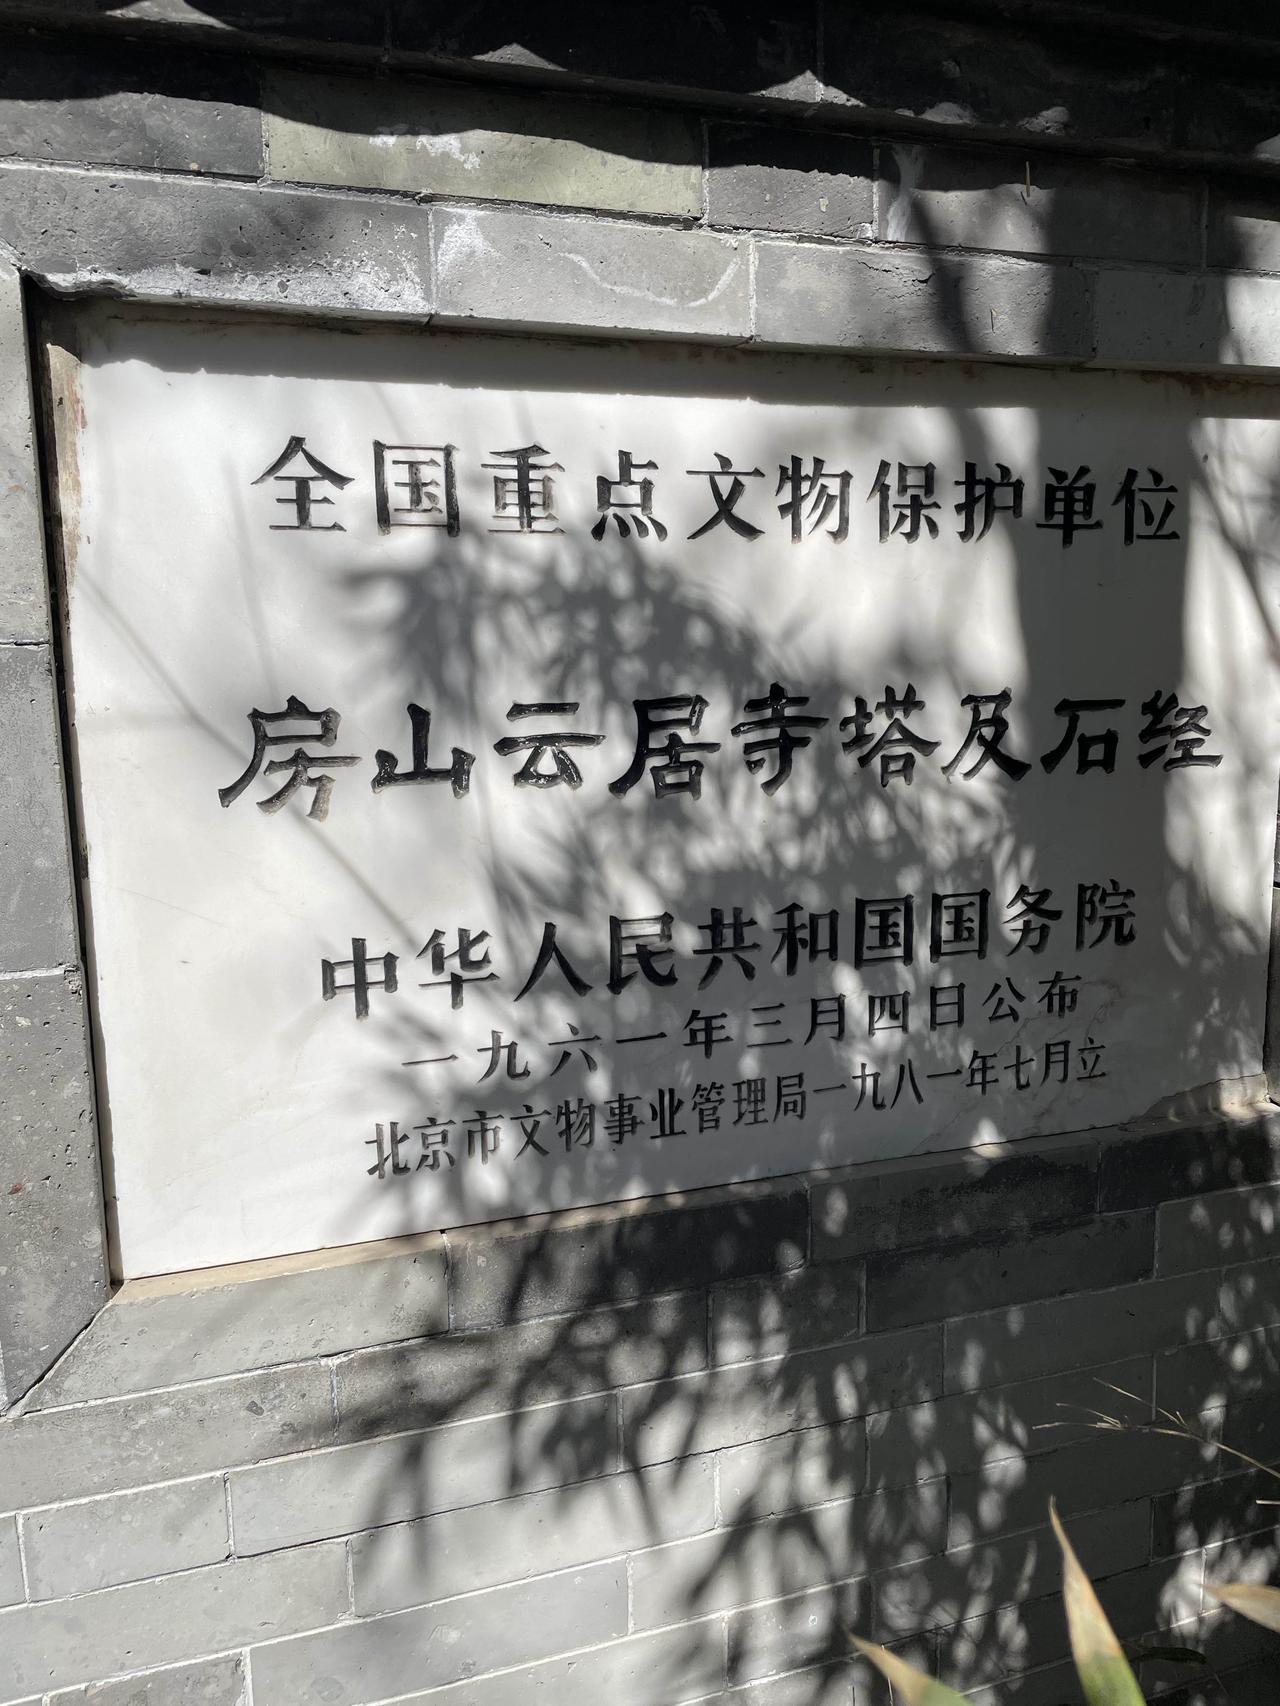 全国重点文物保护单位
房山云居寺塔及石经
中华人民共和国国务院
一九六一年三月四日公布
北京市文物事业管理局一九八一年七月立